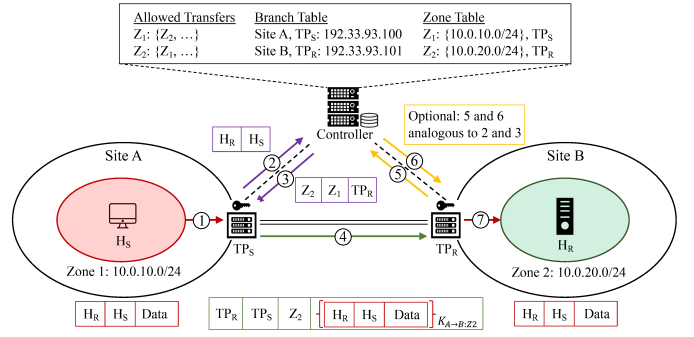 Allowed Transfers Branch Table Zone Table
Z₁: {Z₂, …} Site A, TPS: 192.33.93.100 Z₁: {10.0.10.0/24}, TPS
Z₂: {Z₁, …} Site B, TPR: 192.33.93.101 Z₂: {10.0.20.0/24}, TPR
Controller
HR HS
Optional: 5 and 6
analogous to 2 and 3
Site A
Site B
2
6
3
5
Z₂ Z₁ TPR
1
7
HS
TPS
4
TPR
HR
Zone 1: 10.0.10.0/24
Zone 2: 10.0.20.0/24
HR HS Data
TPR TPS Z₂ { HR HS Data } KA→B:Z2
HR HS Data